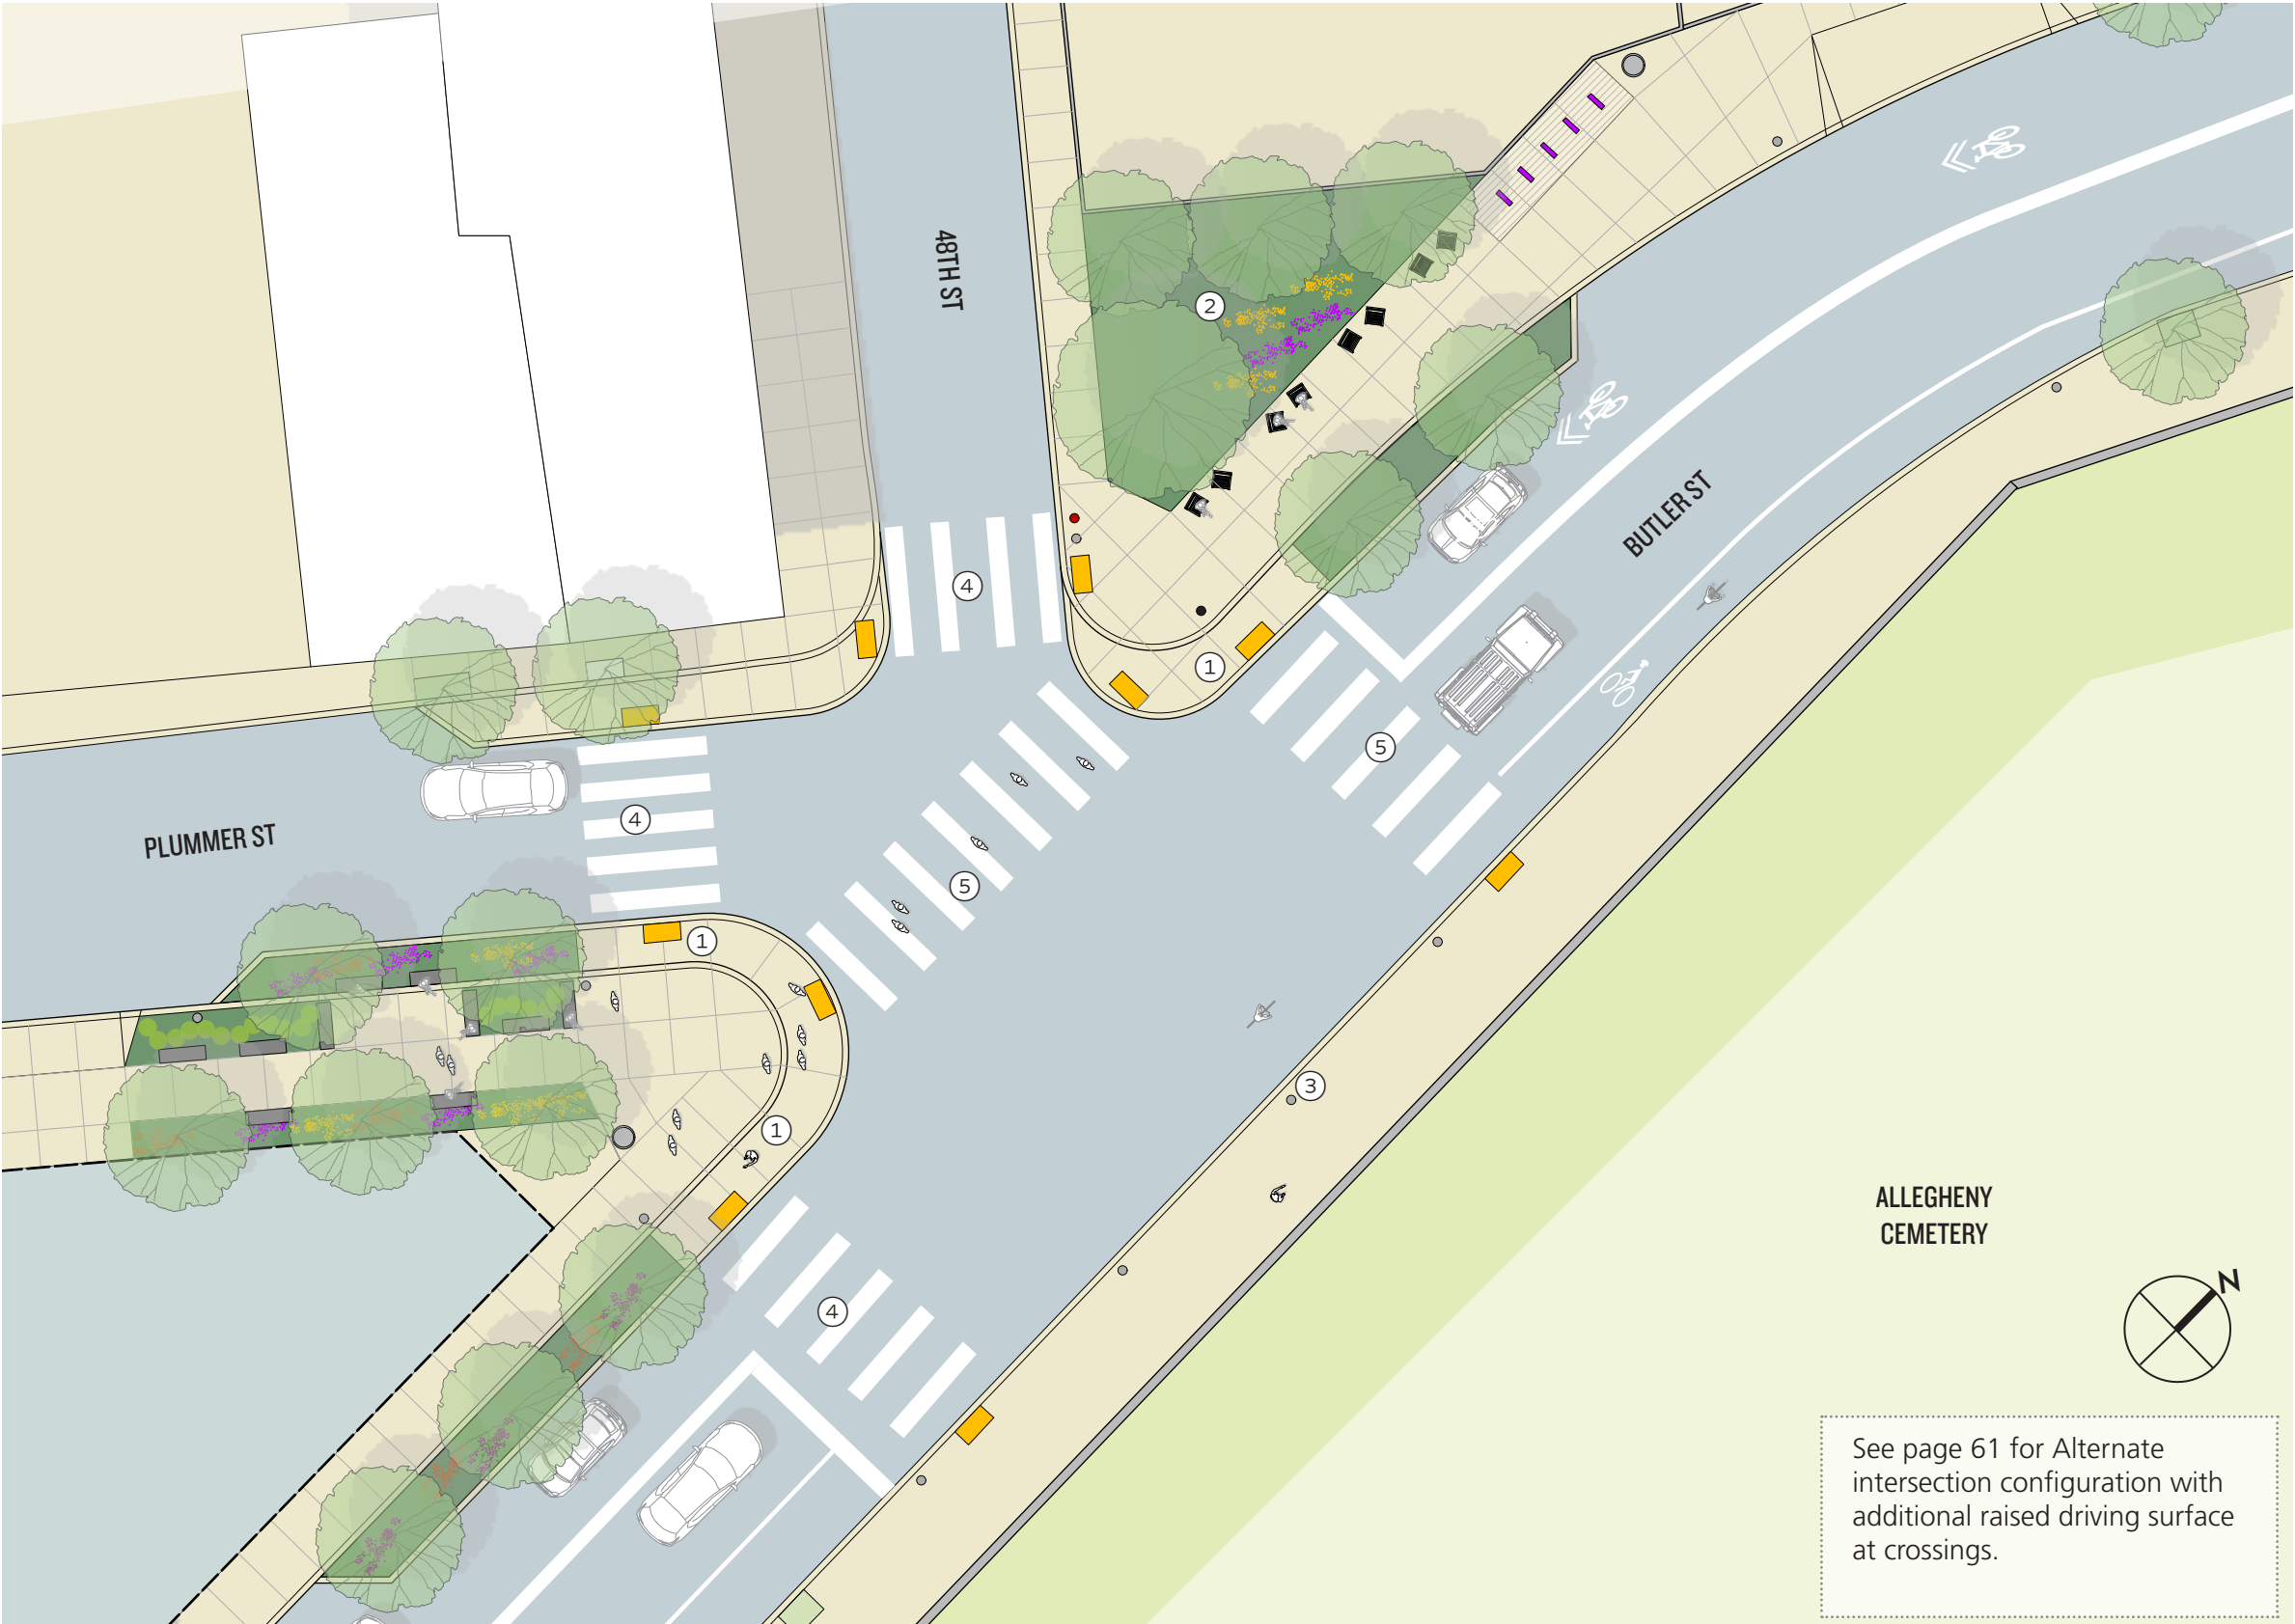 48TH ST
2
BUTLER ST
4
1
5
PLUMMER ST
4
5
1
3
1
ALLEGHENY
CEMETERY
N
4
See page 61 for Alternate
intersection configuration with
additional raised driving surface
at crossings.